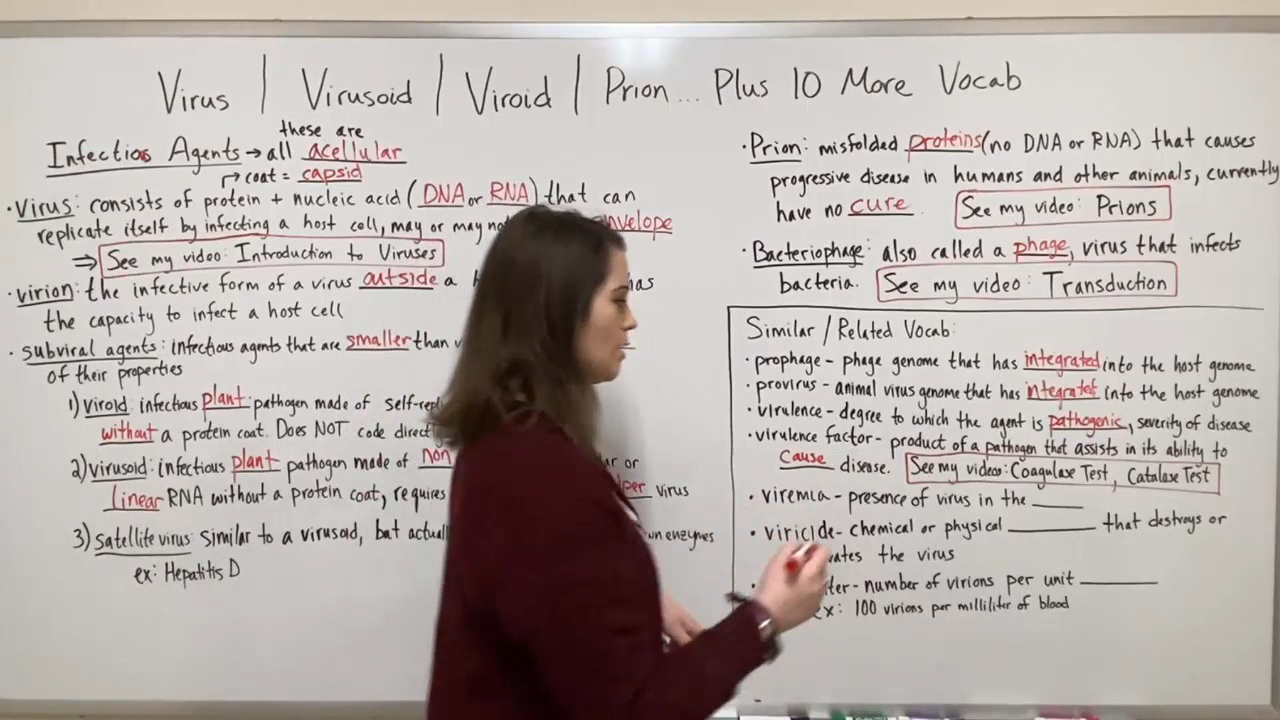 Virus | Virusoid | Viroid | Prion... Plus 10 More Vocab
these are
Infectios Agents → all acellular
coat = capsid
· Virus: consists of protein + nucleic acid (DNA or RNA) that can
replicate itself by infecting a host cell, may or may
⇒ See my video: Introduction to Viruses
· virion: the infective form of a virus outside a
the capacity to infect a host cell
· subviral agents: infectious agents that are smaller than
of their properties
1) viroid: infectious plant pathogen made of
without a protein coat. Does NOT code
2) virusoid: infectious plant pathogen made of non or
linear RNA without a protein coat, requires virus
3) satellite virus: similar to a virusoid, but enzymes
ex: Hepatitis D
· Prion: misfolded proteins (no DNA or RNA) that causes
progressive disease in humans and other animals, currently
have no cure. See my video: Prions
· Bacteriophage: also called a phage, virus that infects
bacteria. See my video: Transduction
Similar / Related Vocab:
· prophage - phage genome that has integrated into the host genome
· provirus - animal virus genome that has integrated into the host genome
· virulence - degree to which the agent is pathogenic, severity of disease
· virulence factor - product of a pathogen that assists in its ability to
cause disease. See my video: Coagulase Test, Catalase Test
· viremia - presence of virus in the ____
· viricide - chemical or physical ____ that destroys or
the virus
- number of virions per unit ____
ex: 100 virions per milliliter of blood